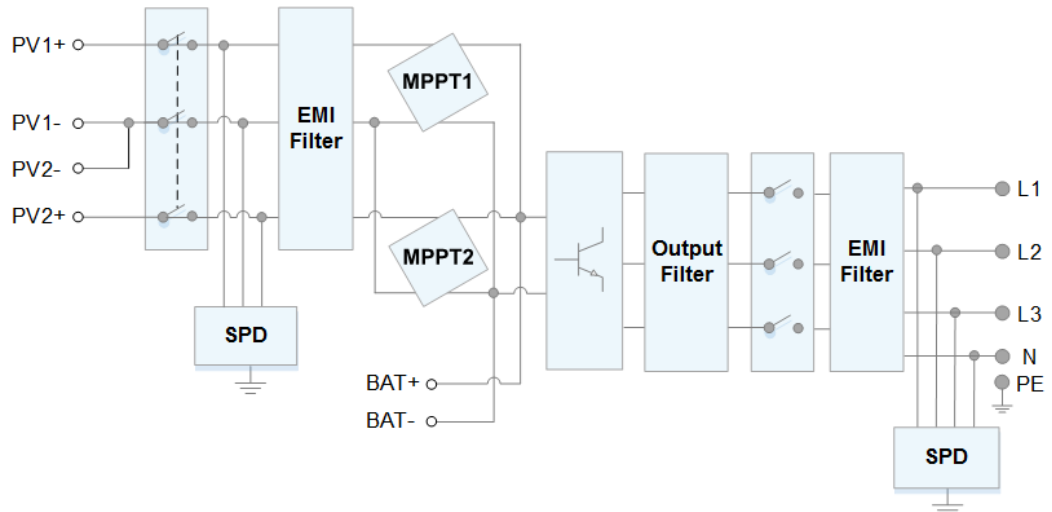 PV1+
PV1-
PV2-
PV2+
EMI
Filter
MPPT1
MPPT2
SPD
BAT+
BAT-
Output
Filter
EMI
Filter
L1
L2
L3
N
PE
SPD